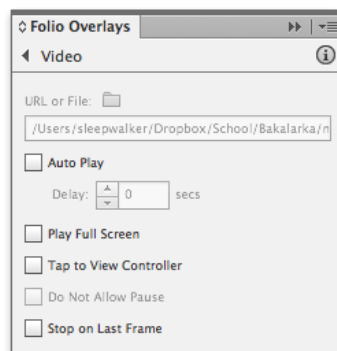 Folio Overlays
Video
URL or File:
/Users/sleepwalker/Dropbox/School/Bakalarka/n
Auto Play
Delay: 0 secs
Play Full Screen
Tap to View Controller
Do Not Allow Pause
Stop on Last Frame